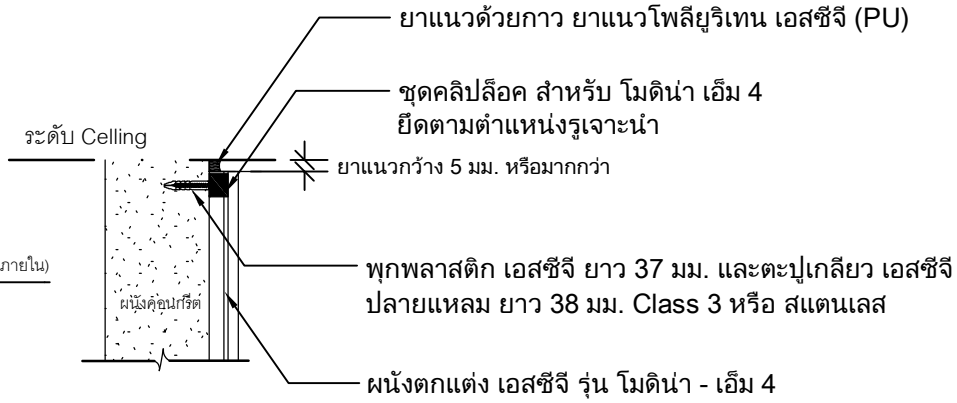 ยาแนวด้วยกาว ยาแนวโพลียูริเทน เอสซีจี (PU)
ชุดคลิปล็อค สำหรับ โมดิน่า เอ็ม 4
ยึดตามตำแหน่งรูเจาะนำ
ระดับ Celling
ยาแนวกว้าง 5 มม. หรือมากกว่า
ภายใน)
พุกพลาสติก เอสซีจี ยาว 37 มม. และตะปูเกลียว เอสซีจี
ปลายแหลม ยาว 38 มม. Class 3 หรือ สแตนเลส
ผนังคอนกรีต
ผนังตกแต่ง เอสซีจี รุ่น โมดิน่า - เอ็ม 4